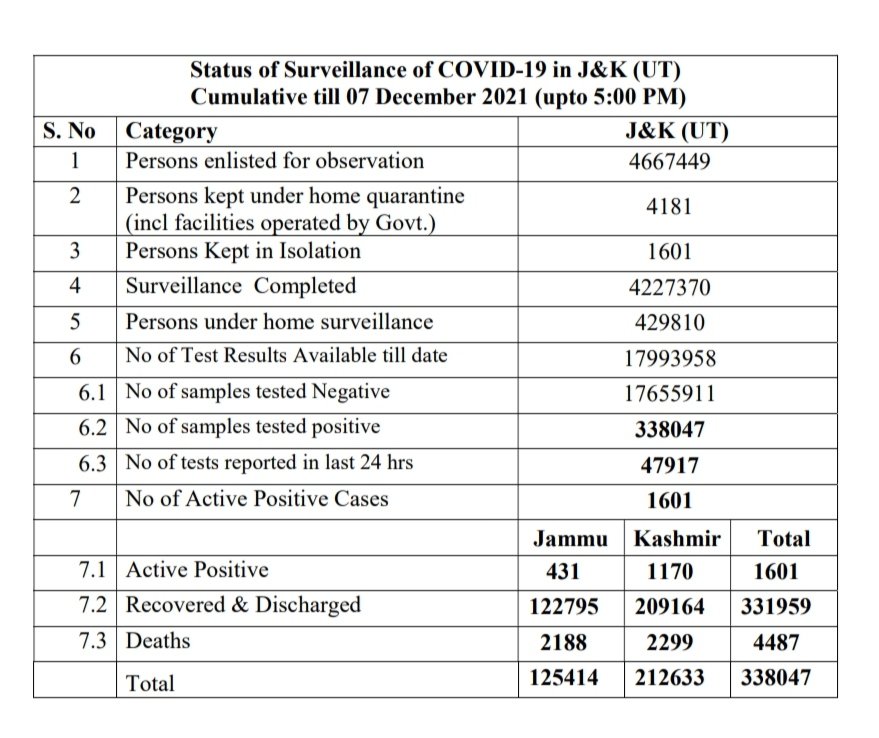 Status of Surveillance of COVID-19 in J&K (UT)
Cumulative till 07 December 2021 (upto 5:00 PM)
S. No Category J&K (UT)
1 Persons enlisted for observation 4667449
2 Persons kept under home quarantine
(incl facilities operated by Govt.) 4181
3 Persons Kept in Isolation 1601
4 Surveillance Completed 4227370
5 Persons under home surveillance 429810
6 No of Test Results Available till date 17993958
6.1 No of samples tested Negative 17655911
6.2 No of samples tested positive 338047
6.3 No of tests reported in last 24 hrs 47917
7 No of Active Positive Cases 1601
Jammu Kashmir Total
7.1 Active Positive 431 1170 1601
7.2 Recovered & Discharged 122795 209164 331959
7.3 Deaths 2188 2299 4487
Total 125414 212633 338047